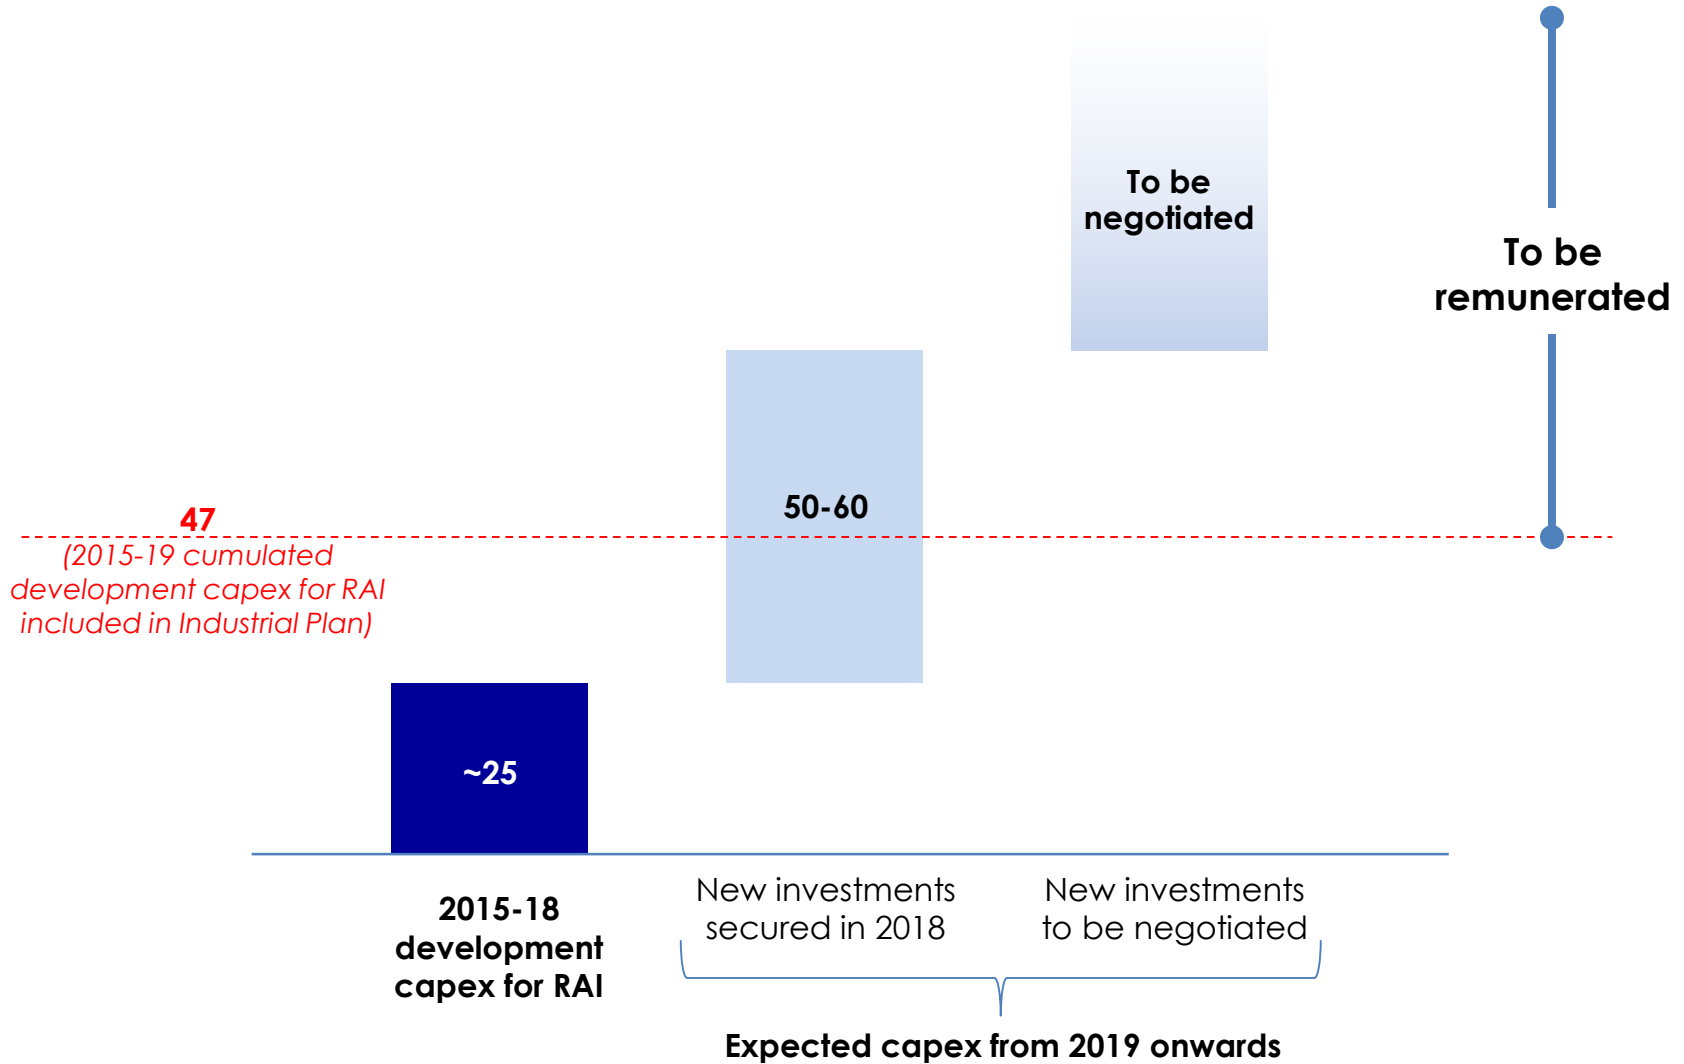 To be
negotiated
To be
remunerated
50-60
47
(2015-19 cumulated
development capex for RAI
included in Industrial Plan)
~25
2015-18
development
capex for RAI
New investments
secured in 2018
New investments
to be negotiated
Expected capex from 2019 onwards